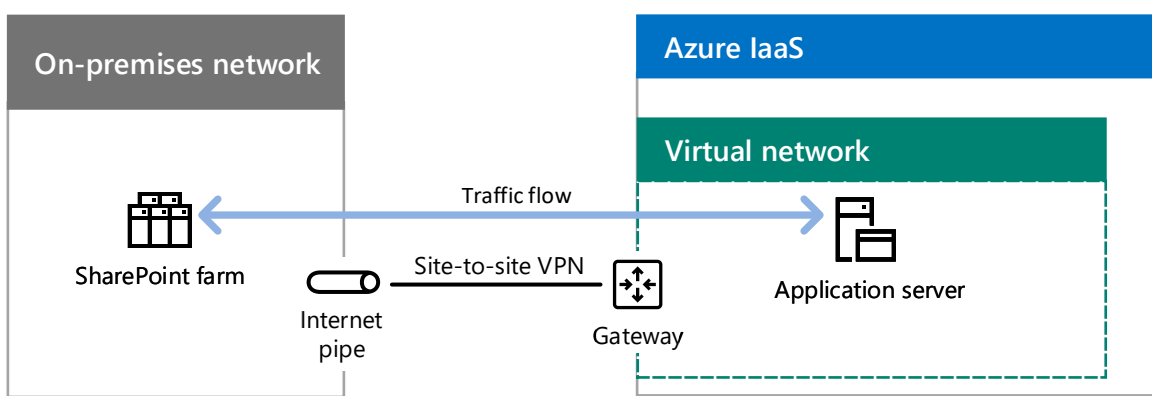 On-premises network
Azure IaaS
Virtual network
Traffic flow
SharePoint farm
Site-to-site VPN
Application server
Internet
pipe
Gateway